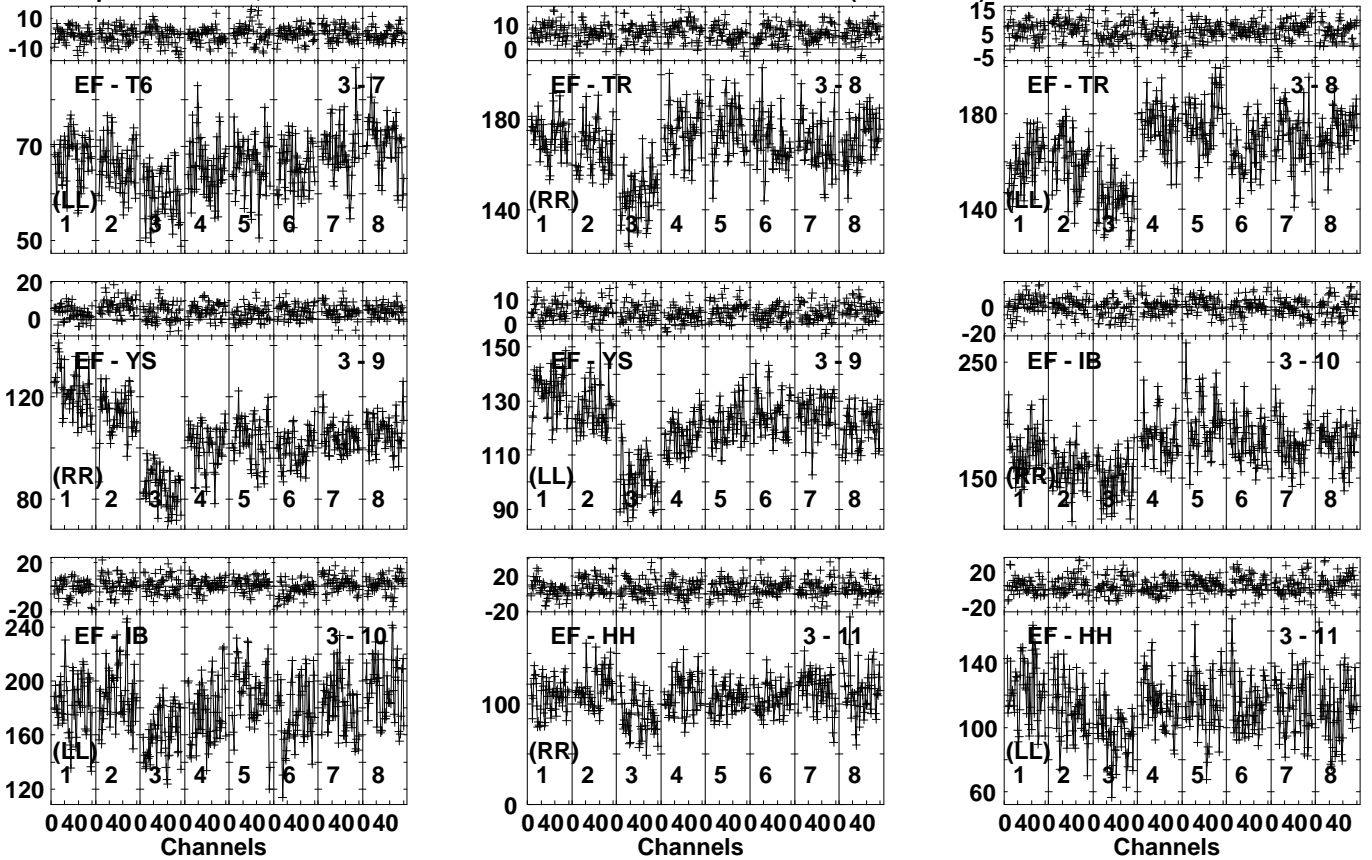 10
-10
EF - T6 3 - 7
70
50
(LL)
1 2 3 4 5 6 7 8
10
0
EF - TR 3 - 8
180
140
(RR)
1 2 3 4 5 6 7 8
15
5
-5
EF - TR 3 - 8
180
140
(LL)
1 2 3 4 5 6 7 8
20
0
EF - YS 3 - 9
120
80
(RR)
1 2 3 4 5 6 7 8
10
0
150
EF - YS 3 - 9
130
110
90
(LL)
1 2 3 4 5 6 7 8
0
-20
250
EF - IB 3 - 10
150
(RR)
1 2 3 4 5 6 7 8
20
-20
240
EF - IB 3 - 10
200
160
120
(LL)
1 2 3 4 5 6 7 8
0 40 0 40 0 40 0 40 0 40 0 40 0 40 0 40
Channels
20
-20
EF - HH 3 - 11
100
0
(RR)
1 2 3 4 5 6 7 8
0 40 0 40 0 40 0 40 0 40 0 40 0 40 0 40
Channels
20
-20
EF - HH 3 - 11
140
100
60
(LL)
1 2 3 4 5 6 7 8
0 40 0 40 0 40 0 40 0 40 0 40 0 40 0 40
Channels